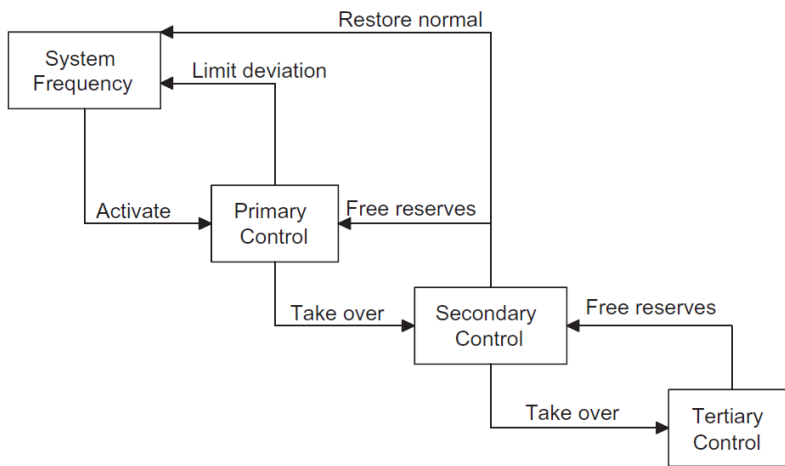 Restore normal
System
Frequency
Limit deviation
Activate
Primary
Control
Free reserves
Take over
Secondary
Control
Free reserves
Take over
Tertiary
Control